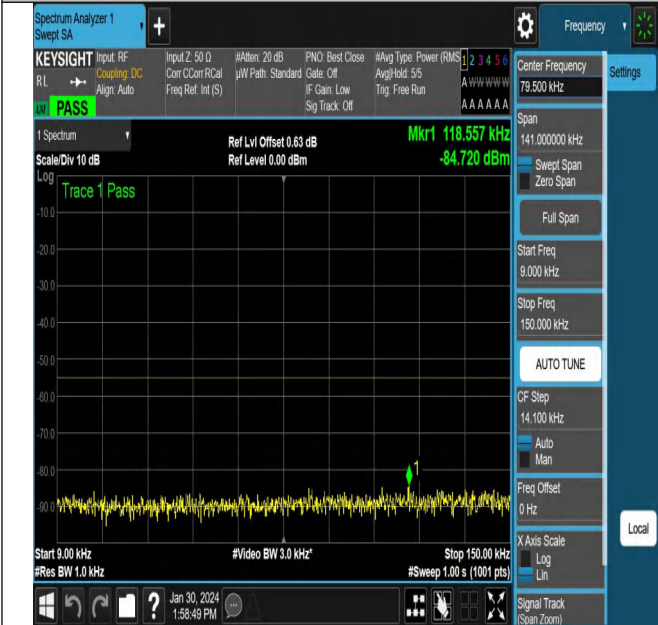 Spectrum Analyzer 1
Swept SA
+
Frequency
KEYSIGHT
RL
PASS
Input: RF
Coupling: DC
Align: Auto
Input Z: 50 Ω
Corr CCorr RCal
Freq Ref: Int (S)
#Atten: 20 dB
µW Path: Standard
PNO: Best Close
Gate: Off
IF Gain: Low
Sig Track: Off
#Avg Type: Power (RMS
Avg|Hold: 5/5
Trig: Free Run
1 2 3 4 5 6
A W W W W W
A A A A A A
1 Spectrum
Scale/Div 10 dB
Ref Lvl Offset 0.63 dB
Ref Level 0.00 dBm
Mkr1 118.557 kHz
-84.720 dBm
Log
Trace 1 Pass
-10.0
-20.0
-30.0
-40.0
-50.0
-60.0
-70.0
-80.0
-90.0
1
Start 9.00 kHz
#Res BW 1.0 kHz
#Video BW 3.0 kHz*
Stop 150.00 kHz
#Sweep 1.00 s (1001 pts)
?
Jan 30, 2024
1:58:49 PM
Center Frequency
79.500 kHz
Span
141.000000 kHz
Swept Span
Zero Span
Full Span
Start Freq
9.000 kHz
Stop Freq
150.000 kHz
AUTO TUNE
CF Step
14.100 kHz
Auto
Man
Freq Offset
0 Hz
X Axis Scale
Log
Lin
Signal Track
(Span Zoom)
Settings
Local